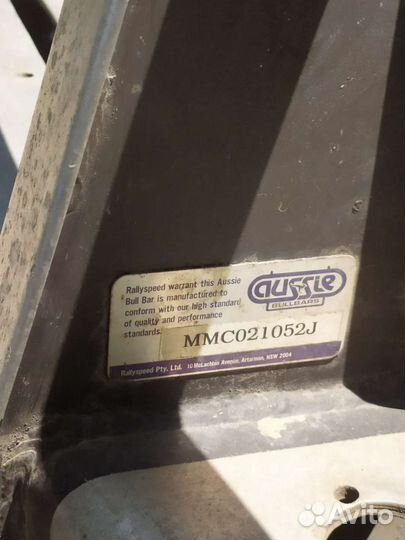 Rallyspeed warrant this Aussie
Bull Bar is manufactured to
conform with our high standard
of quality and performance
standards.
aussie
BULLBARS
MMC021052J
Rallyspeed Pty. Ltd. 10 McLachlan Avenue, Artarmon, NSW 2064
Avito